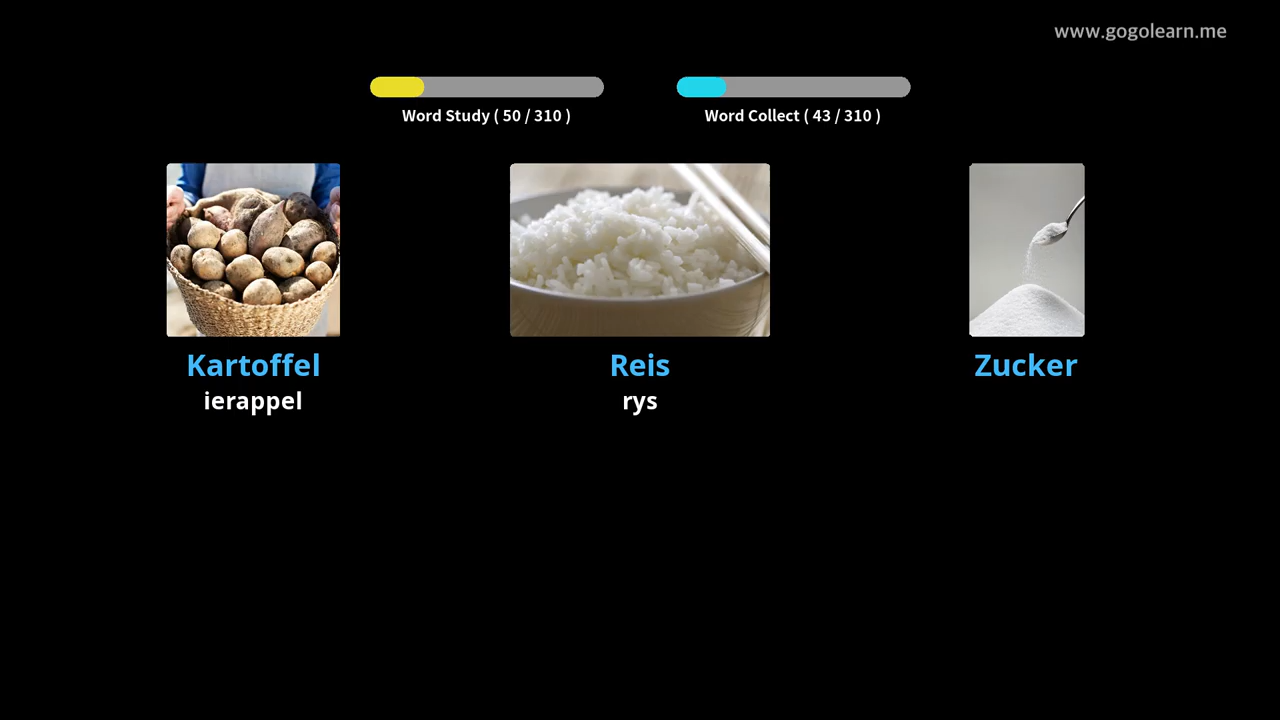 www.gogolearn.me
Word Study ( 50 / 310 )
Word Collect ( 43 / 310 )
Kartoffel
ierappel
Reis
rys
Zucker